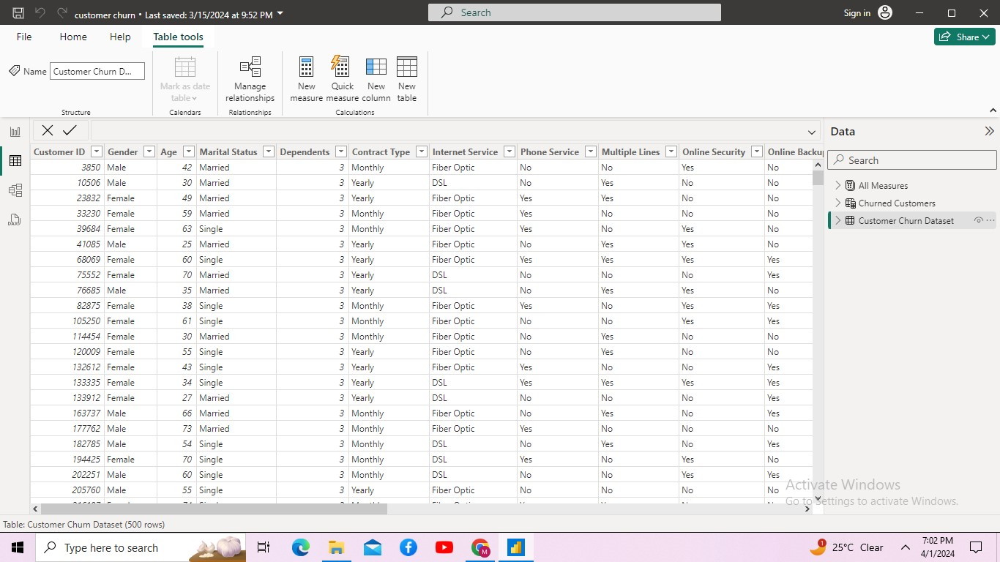 customer churn • Last saved: 3/15/2024 at 9:52 PM
Search
Sign in
File Home Help Table tools
Share
Name Customer Churn D...
Mark as date table
Manage relationships
New measure
Quick measure
New column
New table
Structure Calendars Relationships Calculations
Data
Search
All Measures
Churned Customers
Customer Churn Dataset
Customer ID Gender Age Marital Status Dependents Contract Type Internet Service Phone Service Multiple Lines Online Security Online Backup
3850 Male 42 Married 3 Monthly Fiber Optic No No Yes No
10506 Male 30 Married 3 Yearly DSL No Yes No No
23832 Female 49 Married 3 Yearly Fiber Optic Yes Yes No No
33230 Female 59 Married 3 Monthly Fiber Optic Yes No No No
39684 Female 63 Single 3 Monthly Fiber Optic Yes No Yes No
41085 Male 25 Married 3 Yearly Fiber Optic No Yes Yes No
68069 Female 60 Single 3 Yearly Fiber Optic Yes Yes Yes Yes
75552 Female 70 Married 3 Yearly DSL No No No Yes
76685 Male 35 Married 3 Yearly DSL No Yes Yes No
82875 Female 38 Single 3 Monthly Fiber Optic Yes No Yes Yes
105250 Female 61 Single 3 Monthly Fiber Optic No No Yes Yes
114454 Female 30 Married 3 Monthly Fiber Optic No Yes No No
120009 Female 55 Single 3 Yearly Fiber Optic No Yes No No
132612 Female 43 Single 3 Yearly Fiber Optic Yes No No Yes
133335 Female 34 Single 3 Yearly DSL Yes Yes Yes Yes
133912 Female 27 Married 3 Yearly DSL No No No Yes
163737 Male 66 Married 3 Monthly Fiber Optic No Yes No Yes
177762 Male 73 Married 3 Monthly Fiber Optic Yes No No No
182785 Male 54 Single 3 Monthly DSL No Yes No Yes
194425 Female 70 Single 3 Monthly DSL Yes No Yes No
202251 Male 60 Single 3 Monthly DSL No No Yes Yes
205760 Male 55 Single 3 Yearly Fiber Optic No No No No
Activate Windows
Go to Settings to activate Windows.
Table: Customer Churn Dataset (500 rows)
Type here to search
M
1
25°C Clear
7:02 PM
4/1/2024